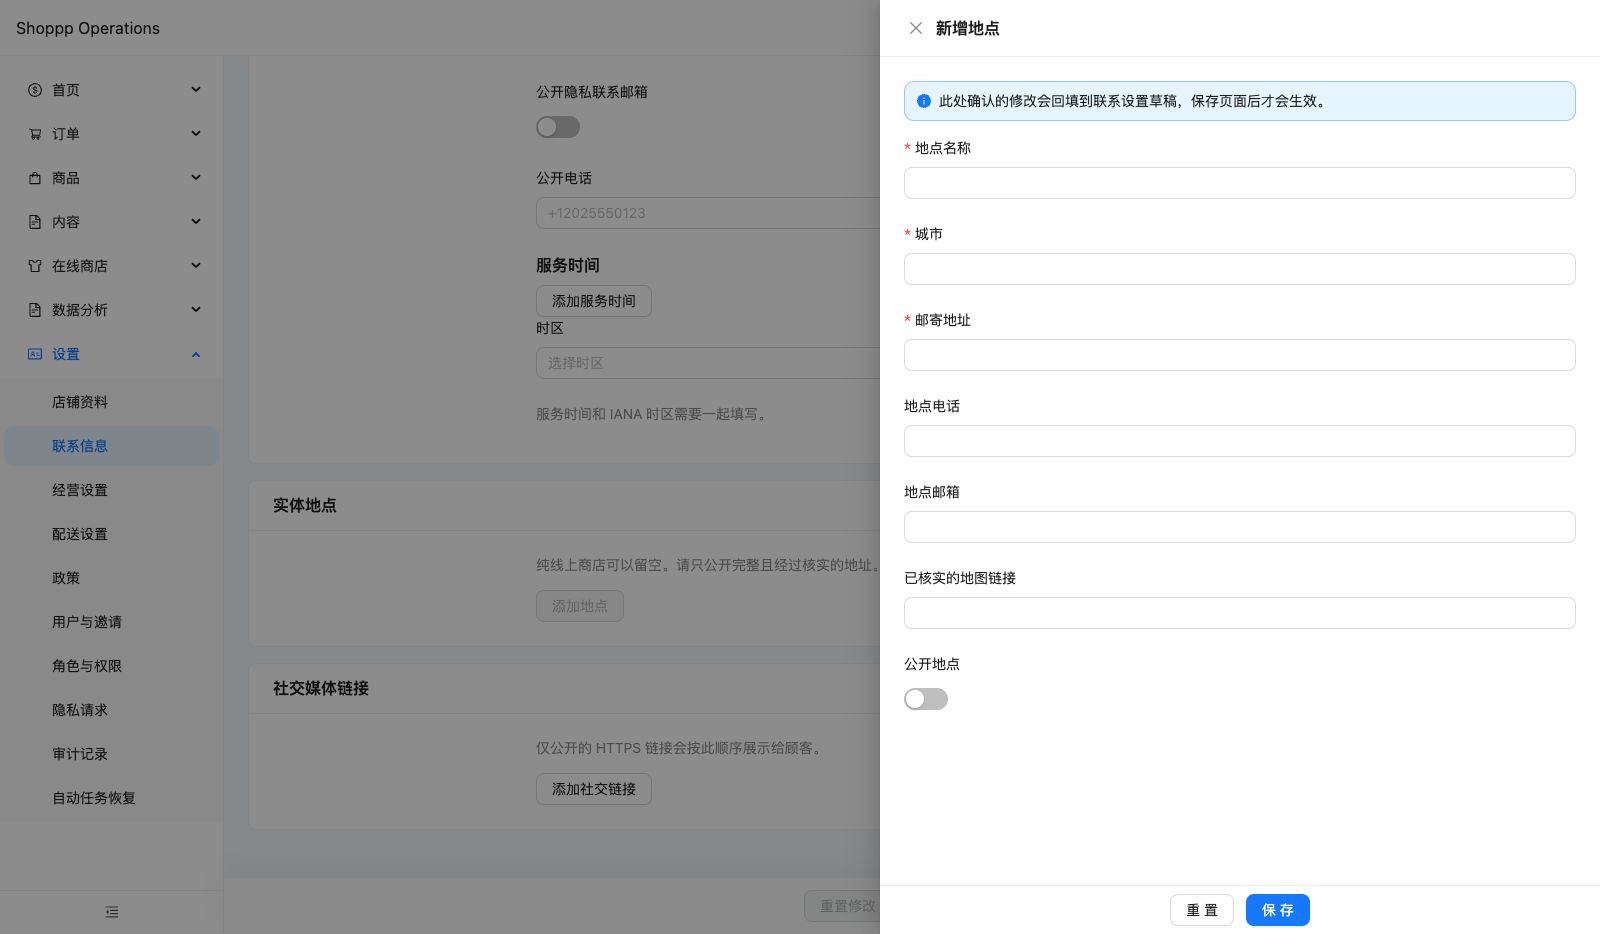 Shoppp Operations
首页
订单
商品
内容
在线商店
数据分析
设置
店铺资料
联系信息
经营设置
配送设置
政策
用户与邀请
角色与权限
隐私请求
审计记录
自动任务恢复
公开隐私联系邮箱
公开电话
+12025550123
服务时间
添加服务时间
时区
选择时区
服务时间和 IANA 时区需要一起填写。
实体地点
纯线上商店可以留空。请只公开完整且经过核实的地址。
添加地点
社交媒体链接
仅公开的 HTTPS 链接会按此顺序展示给顾客。
添加社交链接
重置修改
新增地点
此处确认的修改会回填到联系设置草稿，保存页面后才会生效。
* 地点名称
* 城市
* 邮寄地址
地点电话
地点邮箱
已核实的地图链接
公开地点
重 置
保 存